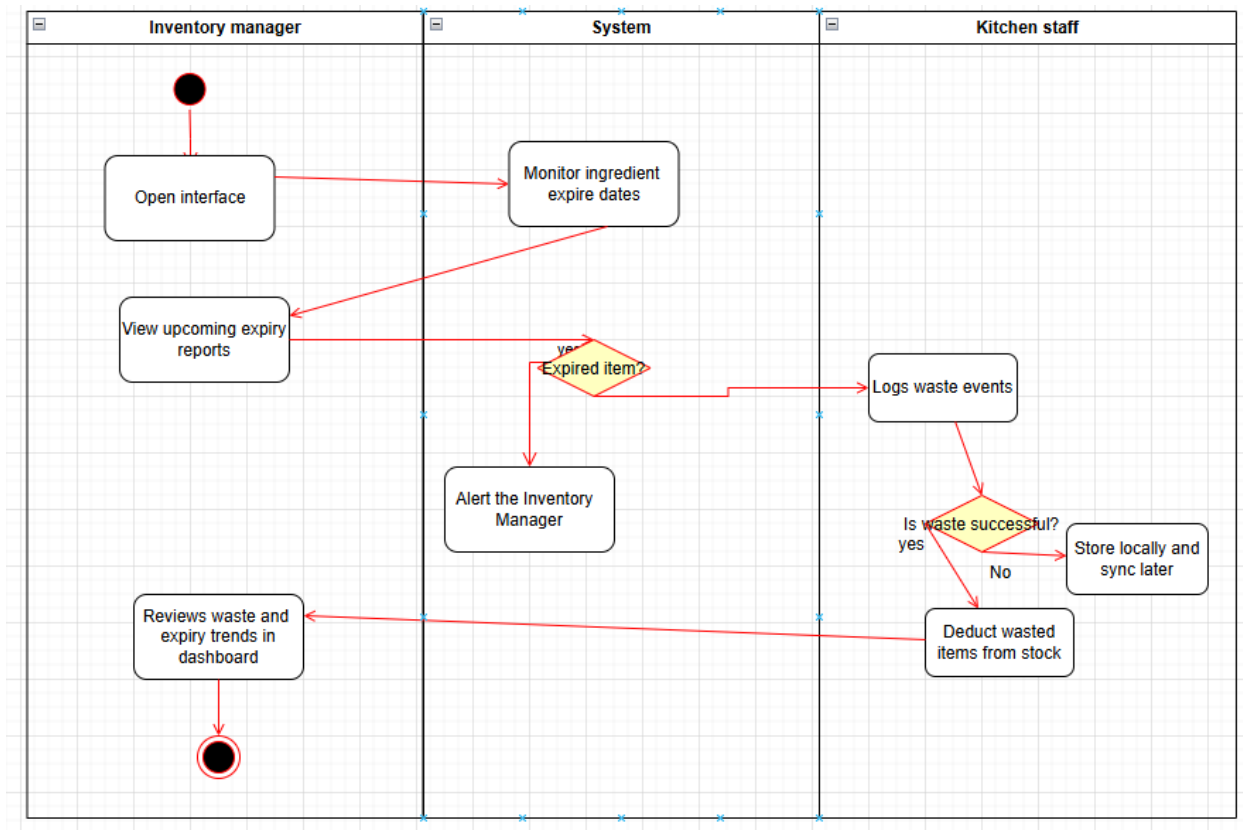 Inventory manager
System
Kitchen staff
Open interface
Monitor ingredient
expire dates
View upcoming expiry
reports
yes
Expired item?
Logs waste events
Alert the Inventory
Manager
Is waste successful?
yes
No
Store locally and
sync later
Reviews waste and
expiry trends in
dashboard
Deduct wasted
items from stock